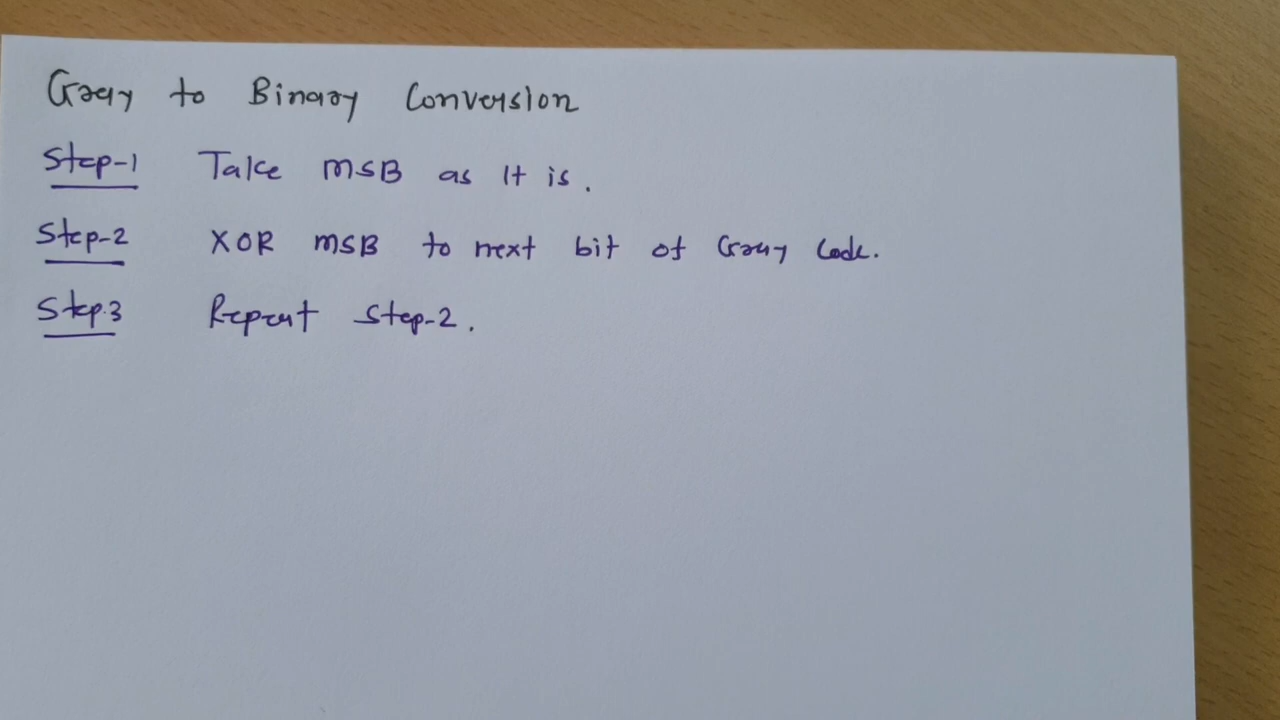 Gray to Binary Conversion
Step-1 Take MSB as it is.
Step-2 XOR MSB to next bit of Gray Code.
Step-3 Repeat Step-2.